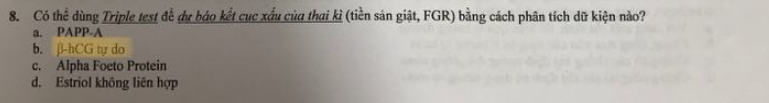 8. Có thể dùng Triple test để dự báo kết cục xấu của thai kì (tiền sản giật, FGR) bằng cách phân tích dữ kiện nào?
a. PAPP-A
b. β-hCG tự do
c. Alpha Foeto Protein
d. Estriol không liên hợp